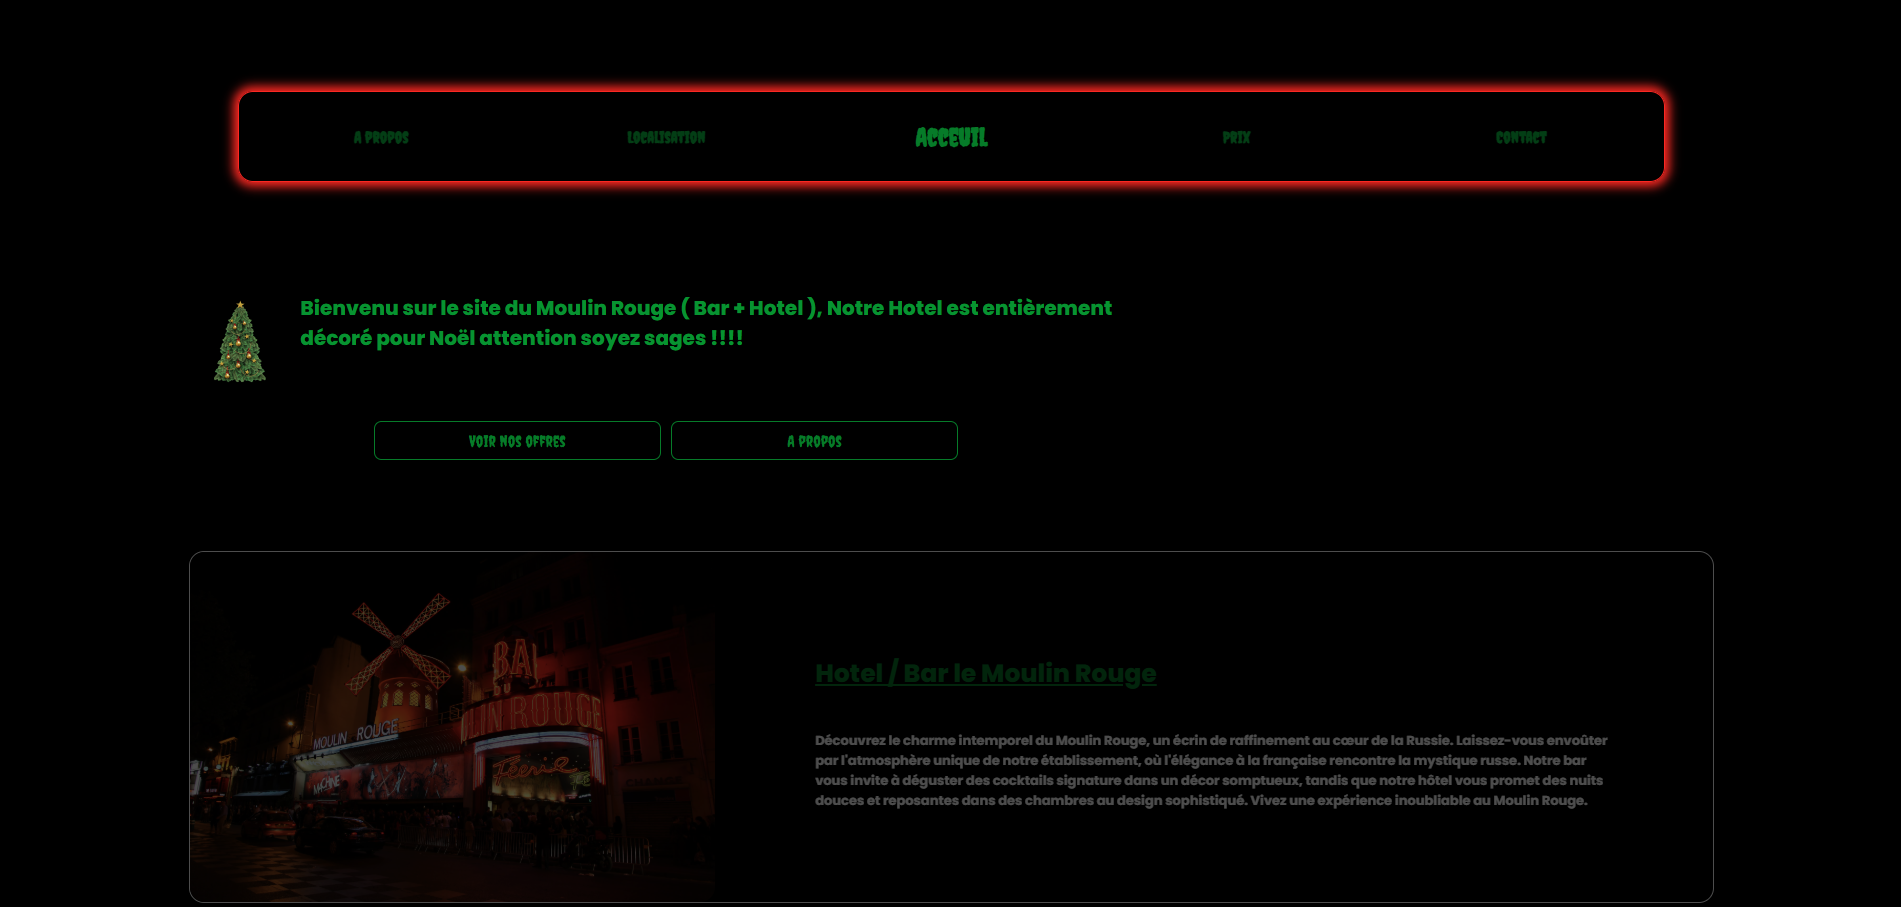 A PROPOS
LOCALISATION
ACCEUIL
PRIX
CONTACT
Bienvenu sur le site du Moulin Rouge ( Bar + Hotel ), Notre Hotel est entièrement
décoré pour Noël attention soyez sages !!!!
VOIR NOS OFFRES
A PROPOS
BA
MOULIN ROUGE
LIN ROUGE
MACHINE
Féerie
Hotel / Bar le Moulin Rouge
Découvrez le charme intemporel du Moulin Rouge, un écrin de raffinement au cœur de la Russie. Laissez-vous envoûter
par l'atmosphère unique de notre établissement, où l'élégance à la française rencontre la mystique russe. Notre bar
vous invite à déguster des cocktails signature dans un décor somptueux, tandis que notre hôtel vous promet des nuits
douces et reposantes dans des chambres au design sophistiqué. Vivez une expérience inoubliable au Moulin Rouge.